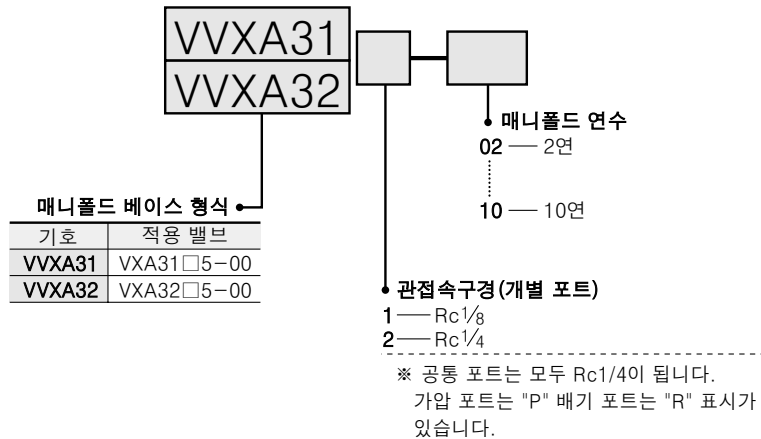 VVXA31
VVXA32
매니폴드 연수
02 — 2연
10 — 10연
매니폴드 베이스 형식
기호 적용 밸브
VVXA31 VXA31□5-00
VVXA32 VXA32□5-00
관접속구경(개별 포트)
1 — Rc1/8
2 — Rc1/4
※ 공통 포트는 모두 Rc1/4이 됩니다.
가압 포트는 "P" 배기 포트는 "R" 표시가
있습니다.